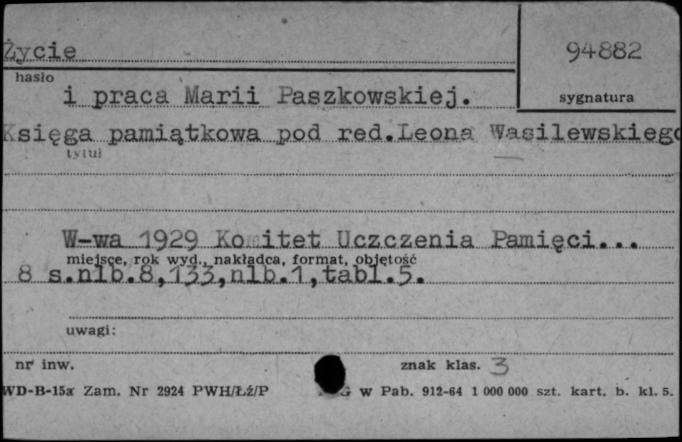 Życie
94882
hasło
i praca Marii Paszkowskiej.
sygnatura
Księga pamiątkowa pod red.Leona Wasilewskiego
tytuł
W-wa 1929 Komitet Uczczenia Pamięci...
miejsce, rok wyd., nakładca, format, objętość
8 s.nlb.8,133,nlb.1,tabl.5.
uwagi:
nr inw.
znak klas. 3
WD-B-15a Zam. Nr 2924 PWH/Łź/P
w Pab. 912-64 1 000 000 szt. kart. b. kl. 5.